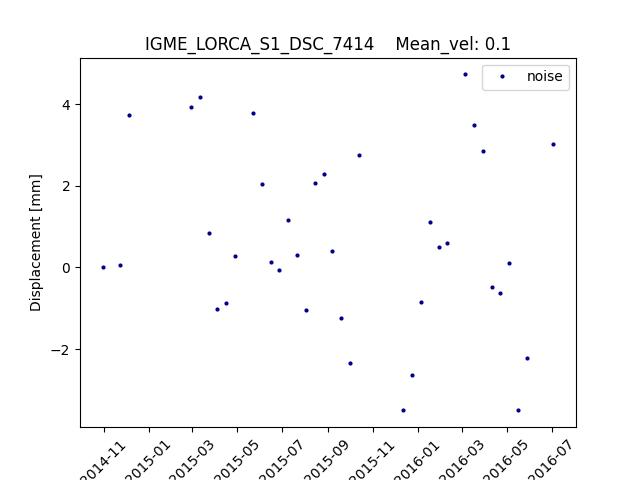 IGME_LORCA_S1_DSC_7414    Mean_vel: 0.1
noise
4
2
0
−2
Displacement [mm]
2014-11 2015-01 2015-03 2015-05 2015-07 2015-09 2015-11 2016-01 2016-03 2016-05 2016-07